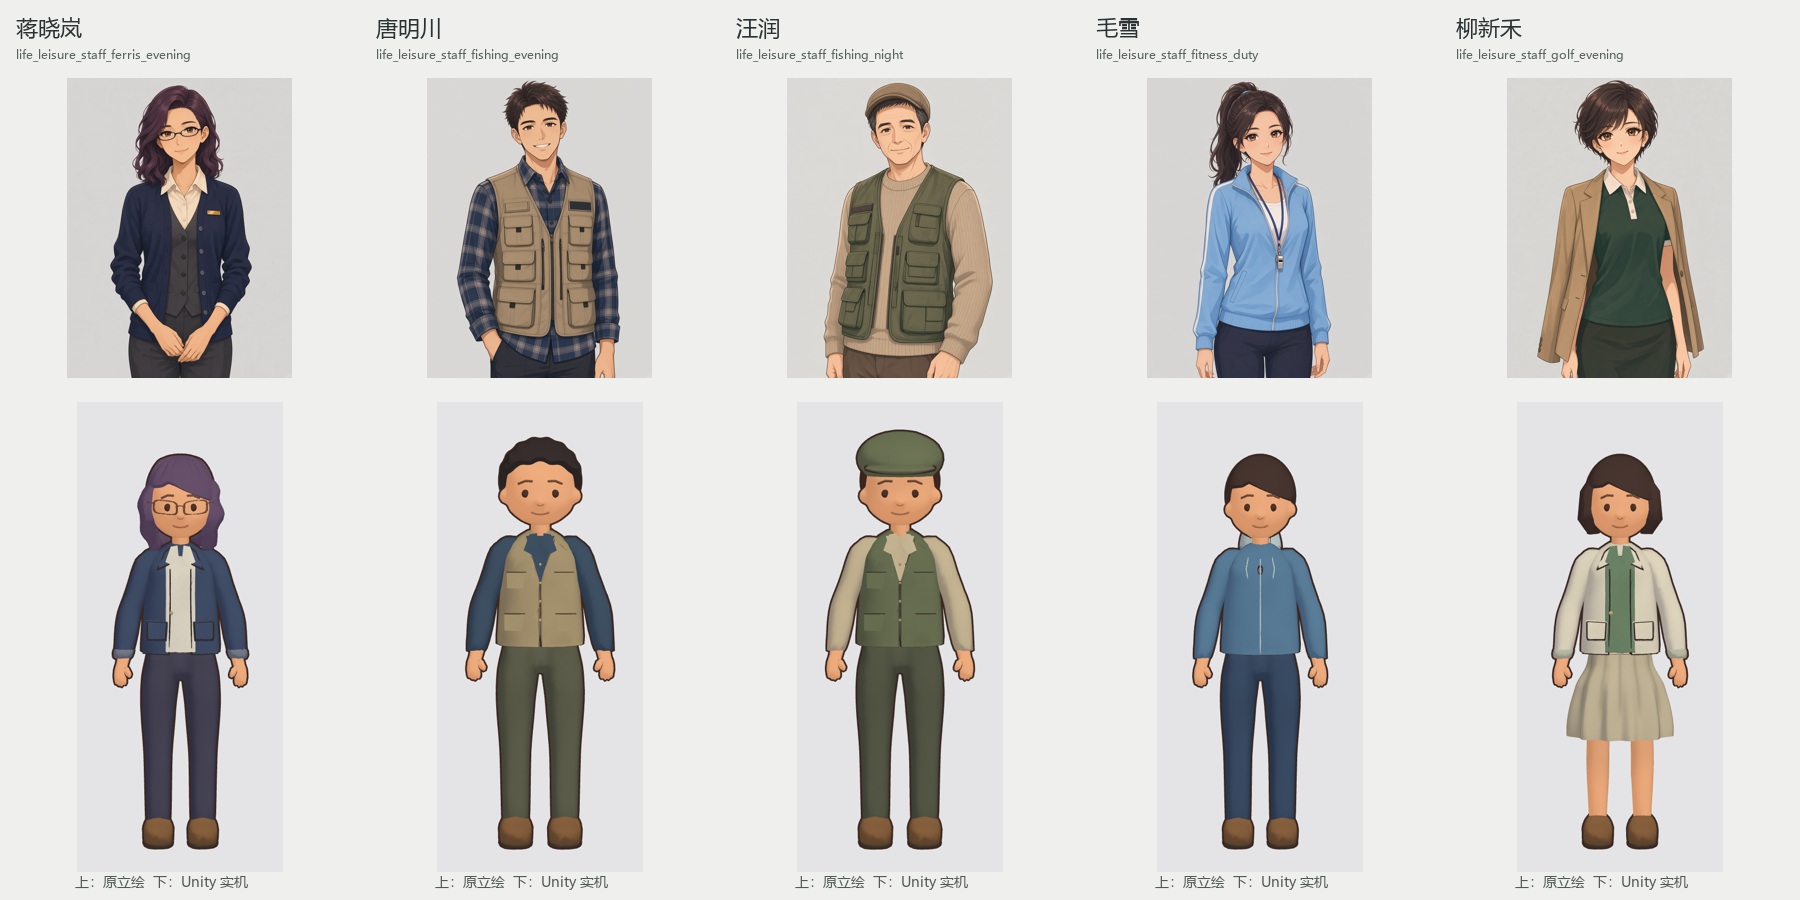 蒋晓岚
life_leisure_staff_ferris_evening
上：原立绘 下：Unity 实机
唐明川
life_leisure_staff_fishing_evening
上：原立绘 下：Unity 实机
汪润
life_leisure_staff_fishing_night
上：原立绘 下：Unity 实机
毛雪
life_leisure_staff_fitness_duty
上：原立绘 下：Unity 实机
柳新禾
life_leisure_staff_golf_evening
上：原立绘 下：Unity 实机